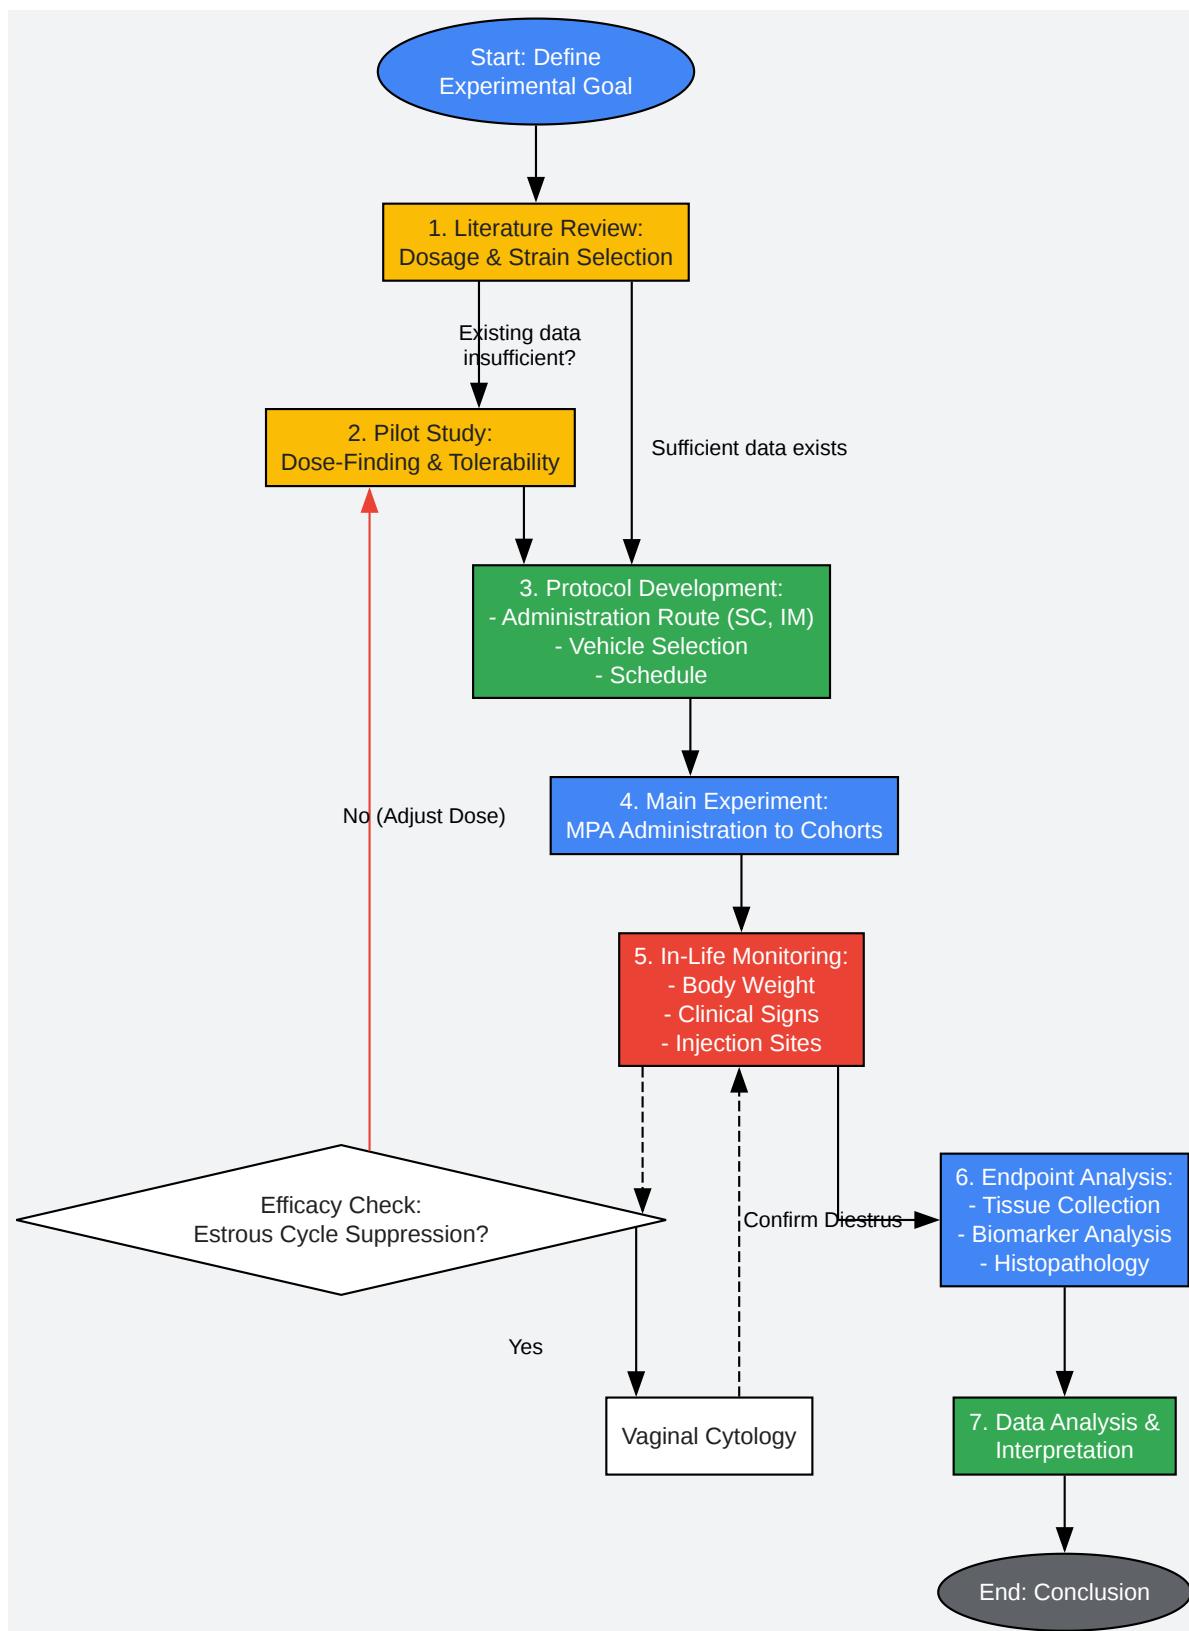 Start: Define
Experimental Goal
1. Literature Review:
Dosage & Strain Selection
Existing data
insufficient?
2. Pilot Study:
Dose-Finding & Tolerability
Sufficient data exists
3. Protocol Development:
- Administration Route (SC, IM)
- Vehicle Selection
- Schedule
No (Adjust Dose)
4. Main Experiment:
MPA Administration to Cohorts
5. In-Life Monitoring:
- Body Weight
- Clinical Signs
- Injection Sites
Efficacy Check:
Estrous Cycle Suppression?
Confirm Diestrus
6. Endpoint Analysis:
- Tissue Collection
- Biomarker Analysis
- Histopathology
Yes
Vaginal Cytology
7. Data Analysis &
Interpretation
End: Conclusion